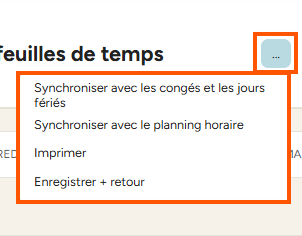 feuilles de temps
...
Synchroniser avec les congés et les jours
fériés
Synchroniser avec le planning horaire
Imprimer
Enregistrer + retour